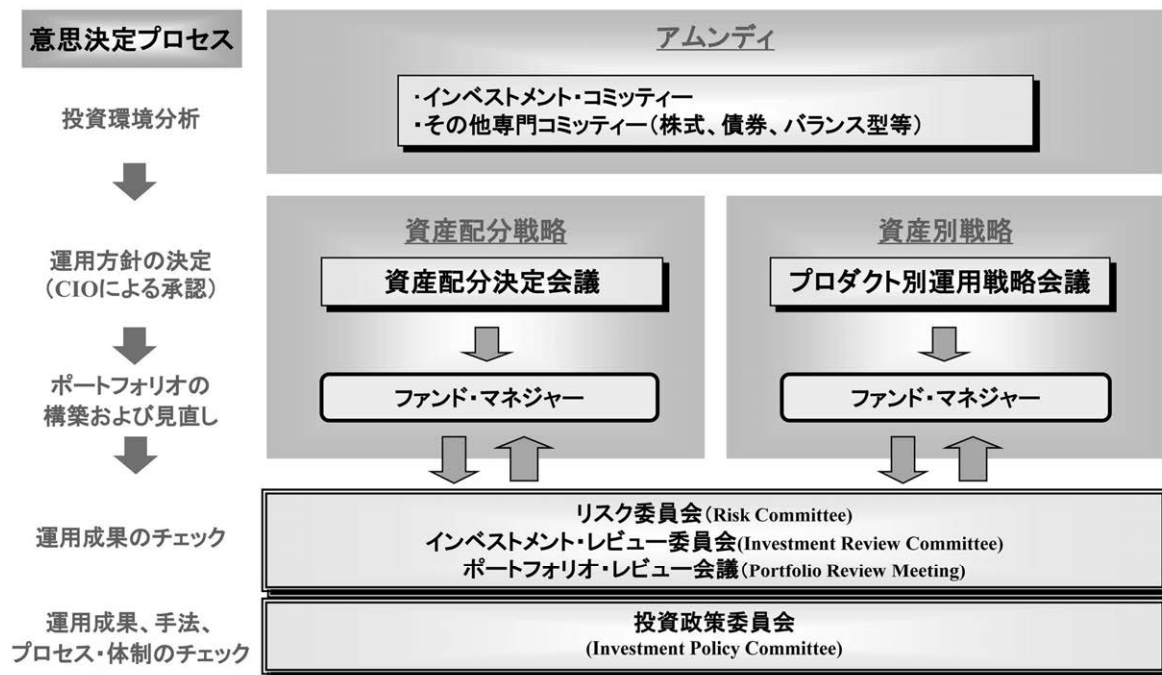 意思決定プロセス
アムンディ
投資環境分析
・インベストメント・コミッティー
・その他専門コミッティー（株式、債券、バランス型等）
運用方針の決定
（CIOによる承認）
資産配分戦略
資産配分決定会議
資産別戦略
プロダクト別運用戦略会議
ポートフォリオの
構築および見直し
ファンド・マネジャー
ファンド・マネジャー
運用成果のチェック
リスク委員会（Risk Committee）
インベストメント・レビュー委員会(Investment Review Committee)
ポートフォリオ・レビュー会議（Portfolio Review Meeting）
運用成果、手法、
プロセス・体制のチェック
投資政策委員会
(Investment Policy Committee)